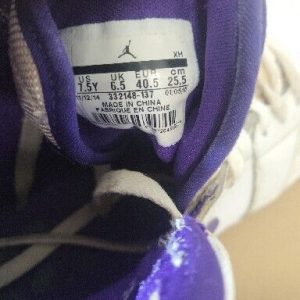 XH
US UK EUR cm
7.5Y 6.5 40.5 25.5
332148-137
MADE IN CHINA
FABRIQUE EN CHINE